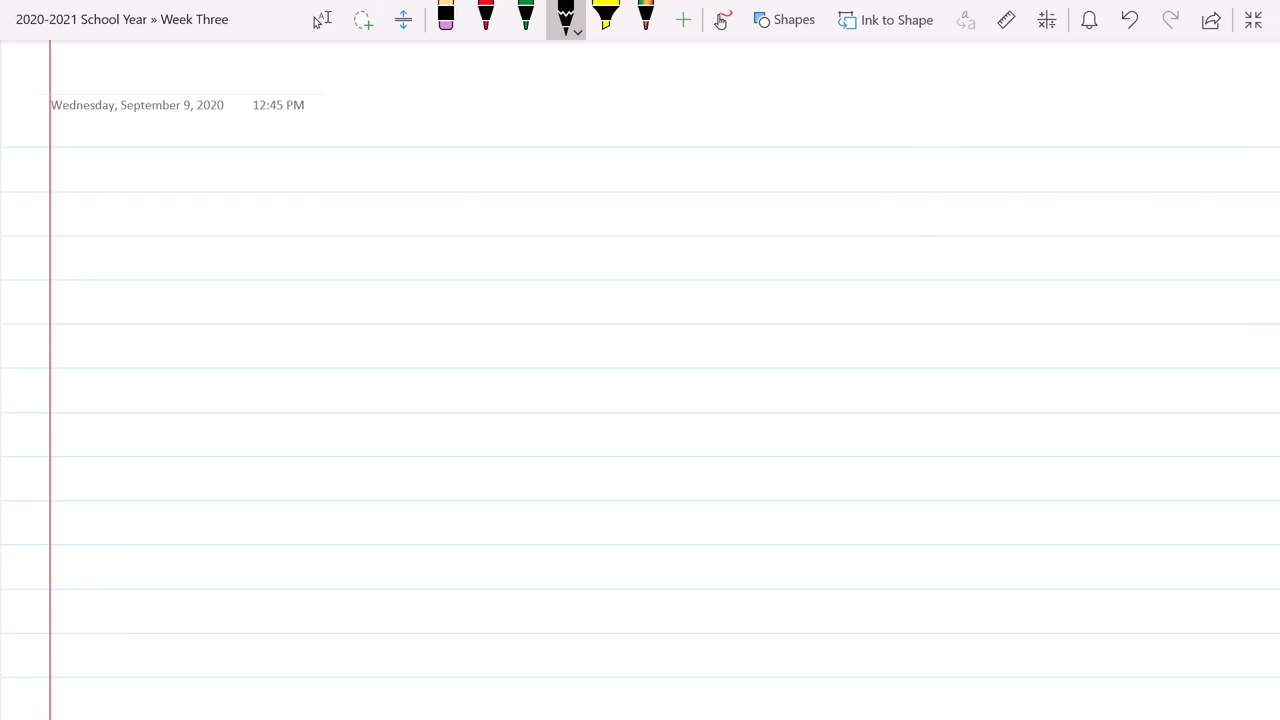 2020-2021 School Year » Week Three
Shapes
Ink to Shape
Wednesday, September 9, 2020 12:45 PM